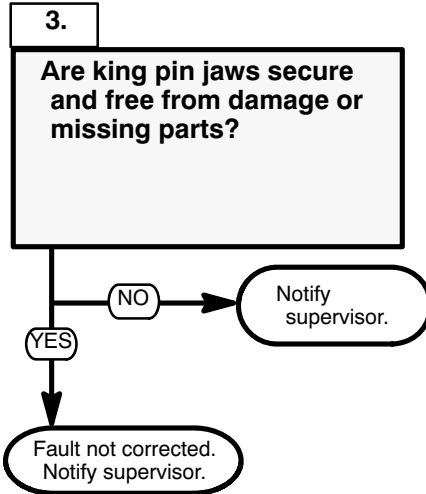 3.
Are king pin jaws secure
and free from damage or
missing parts?
NO
Notify
supervisor.
YES
Fault not corrected.
Notify supervisor.